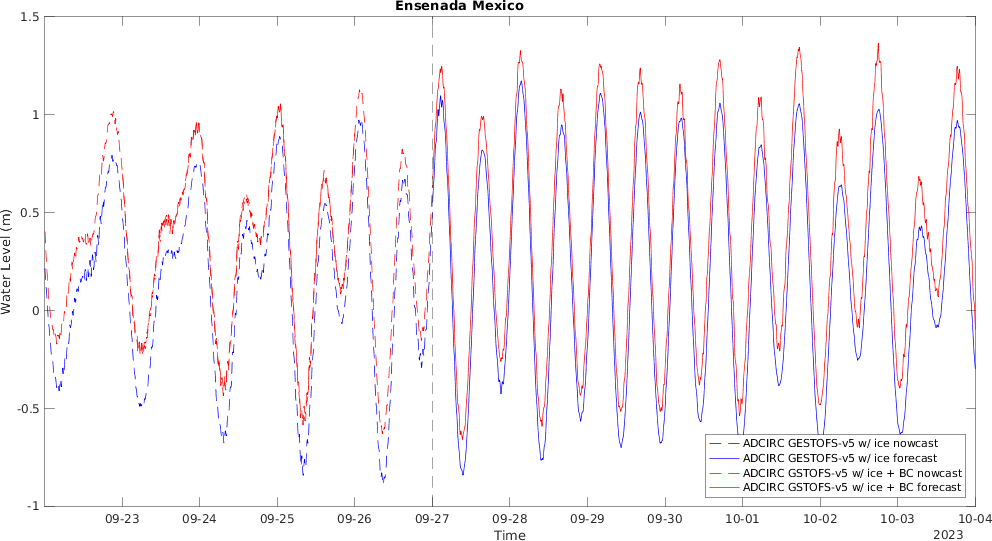 Ensenada Mexico
1.5
1
0.5
0
-0.5
-1
Water Level (m)
09-23 09-24 09-25 09-26 09-27 09-28 09-29 09-30 10-01 10-02 10-03 10-04
Time
2023
ADCIRC GESTOFS-v5 w/ ice nowcast
ADCIRC GESTOFS-v5 w/ ice forecast
ADCIRC GSTOFS-v5 w/ ice + BC nowcast
ADCIRC GSTOFS-v5 w/ ice + BC forecast